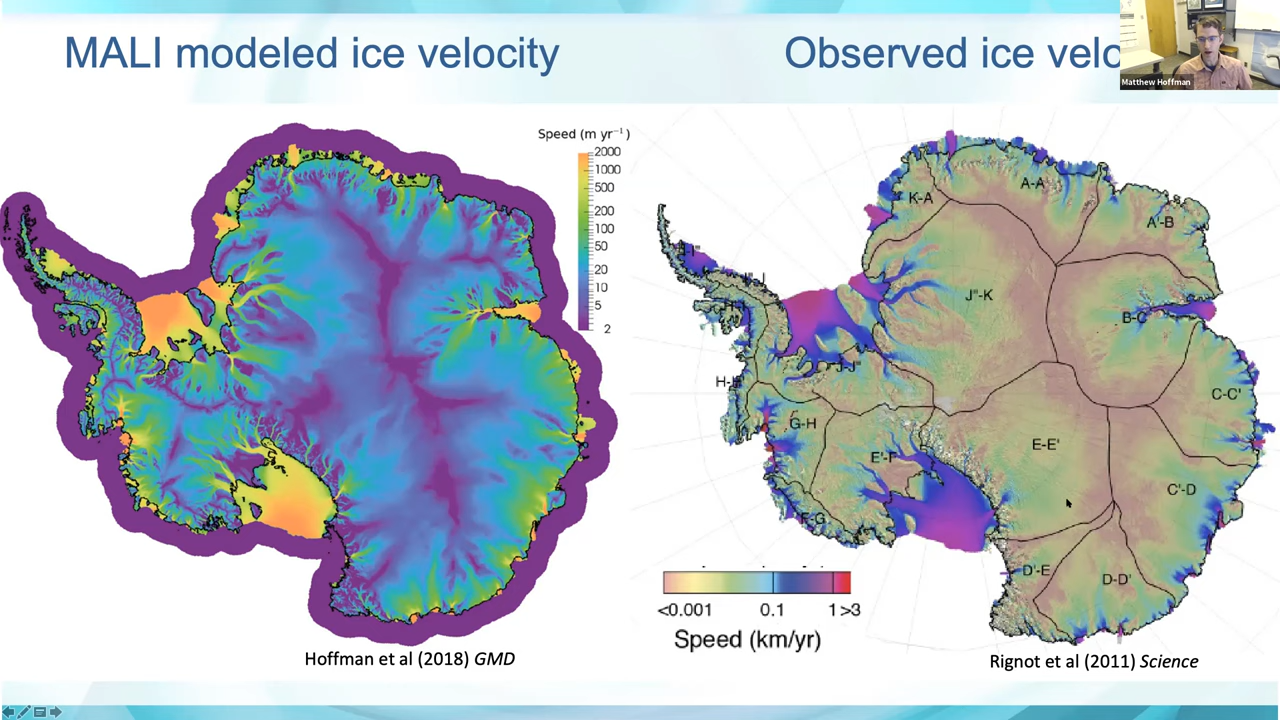 MALI modeled ice velocity
Observed ice velo
Matthew Hoffman
Speed (m yr⁻¹)
2000
1000
500
200
100
50
20
10
5
2
K-A
A-A
A'-B
J"-K
B-C
J-J"
C-C'
G-H
E'-F
E-E'
C'-D
D'-E
D-D'
<0.001
0.1
1>3
Speed (km/yr)
Hoffman et al (2018) GMD
Rignot et al (2011) Science